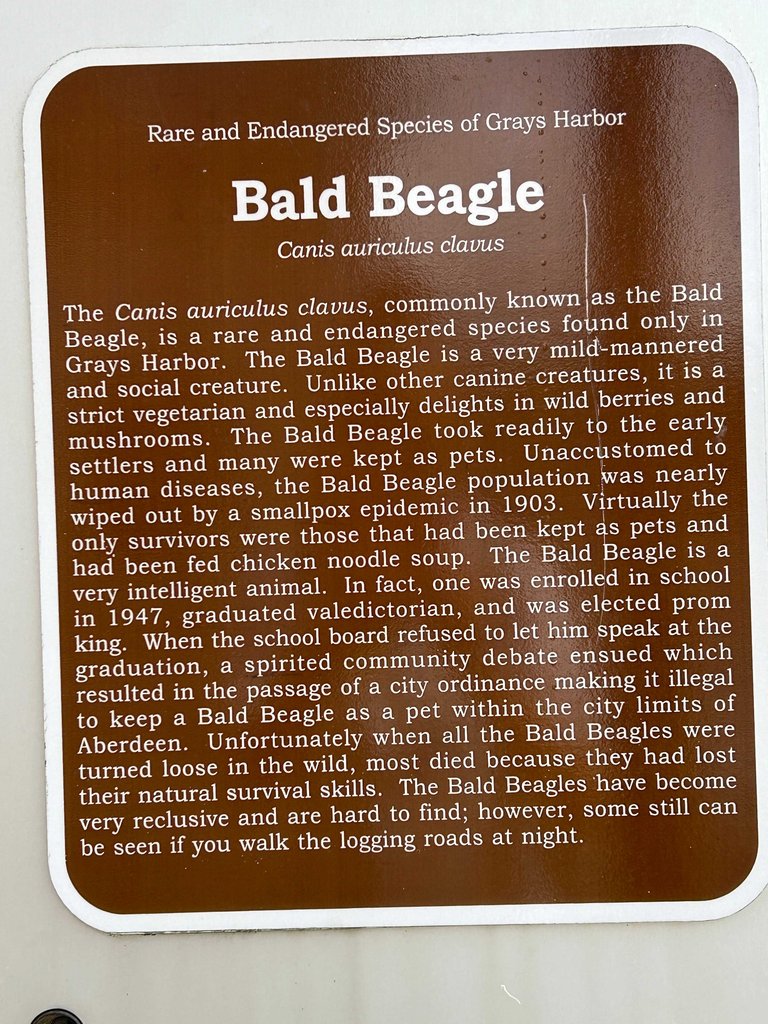 Rare and Endangered Species of Grays Harbor
Bald Beagle
Canis auriculus clavus
The Canis auriculus clavus, commonly known as the Bald
Beagle, is a rare and endangered species found only in
Grays Harbor. The Bald Beagle is a very mild-mannered
and social creature. Unlike other canine creatures, it is a
strict vegetarian and especially delights in wild berries and
mushrooms. The Bald Beagle took readily to the early
settlers and many were kept as pets. Unaccustomed to
human diseases, the Bald Beagle population was nearly
wiped out by a smallpox epidemic in 1903. Virtually the
only survivors were those that had been kept as pets and
had been fed chicken noodle soup. The Bald Beagle is a
very intelligent animal. In fact, one was enrolled in school
in 1947, graduated valedictorian, and was elected prom
king. When the school board refused to let him speak at the
graduation, a spirited community debate ensued which
resulted in the passage of a city ordinance making it illegal
to keep a Bald Beagle as a pet within the city limits of
Aberdeen. Unfortunately when all the Bald Beagles were
turned loose in the wild, most died because they had lost
their natural survival skills. The Bald Beagles have become
very reclusive and are hard to find; however, some still can
be seen if you walk the logging roads at night.